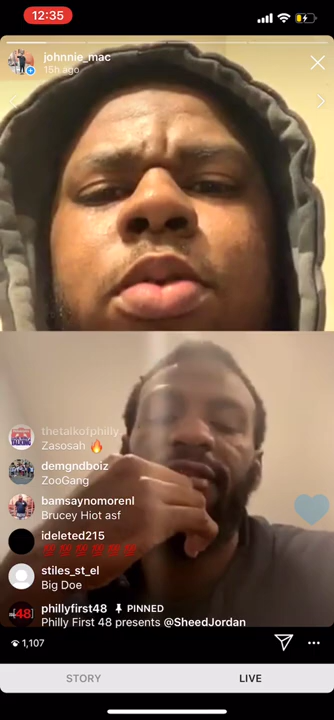 12:35
johnnie_mac
15h ago
thetalkofphilly.
Zasosah 🔥
demgndboiz
ZooGang
bamsaynomorenl
Brucey Hiot asf
ideleted215
💯💯💯💯💯💯
stiles_st_el
Big Doe
phillyfirst48 PINNED
Philly First 48 presents @SheedJordan
1,107
STORY LIVE